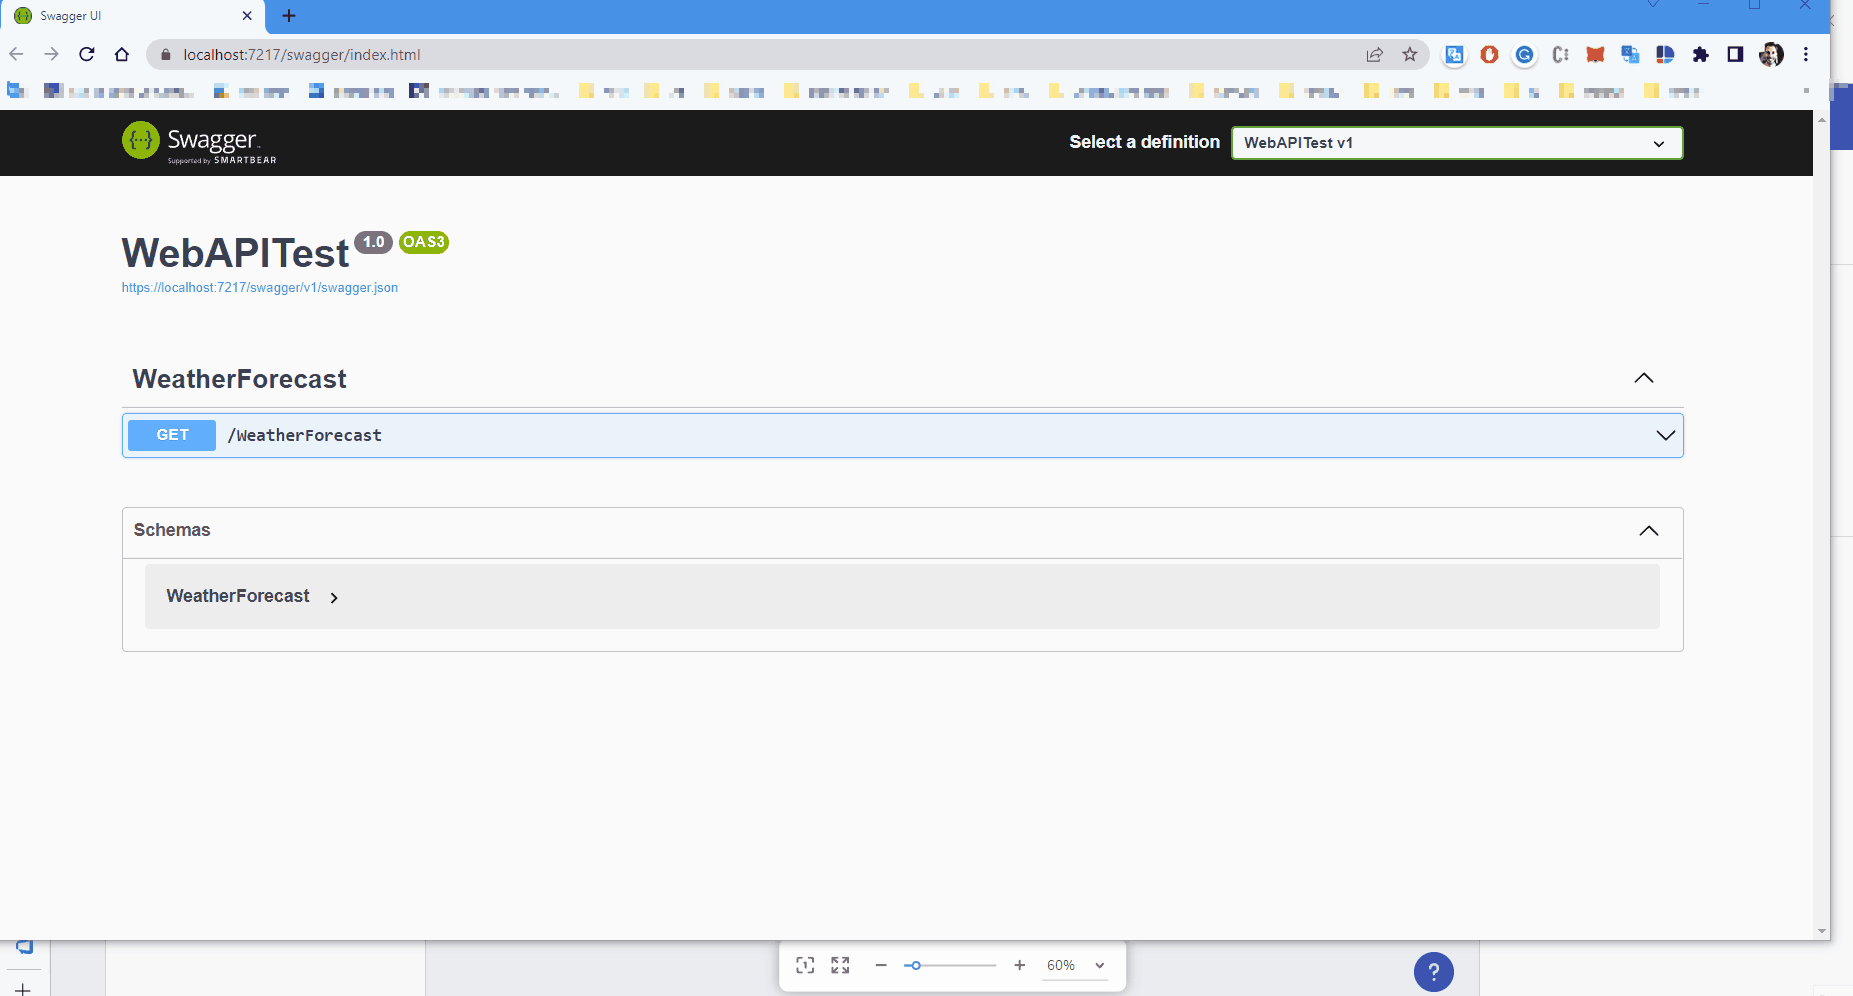 Swagger UI
localhost:7217/swagger/index.html
Swagger
Supported by SMARTBEAR
Select a definition
WebAPITest v1
WebAPITest 1.0 OAS3
https://localhost:7217/swagger/v1/swagger.json
WeatherForecast
GET /WeatherForecast
Schemas
WeatherForecast
60%
?